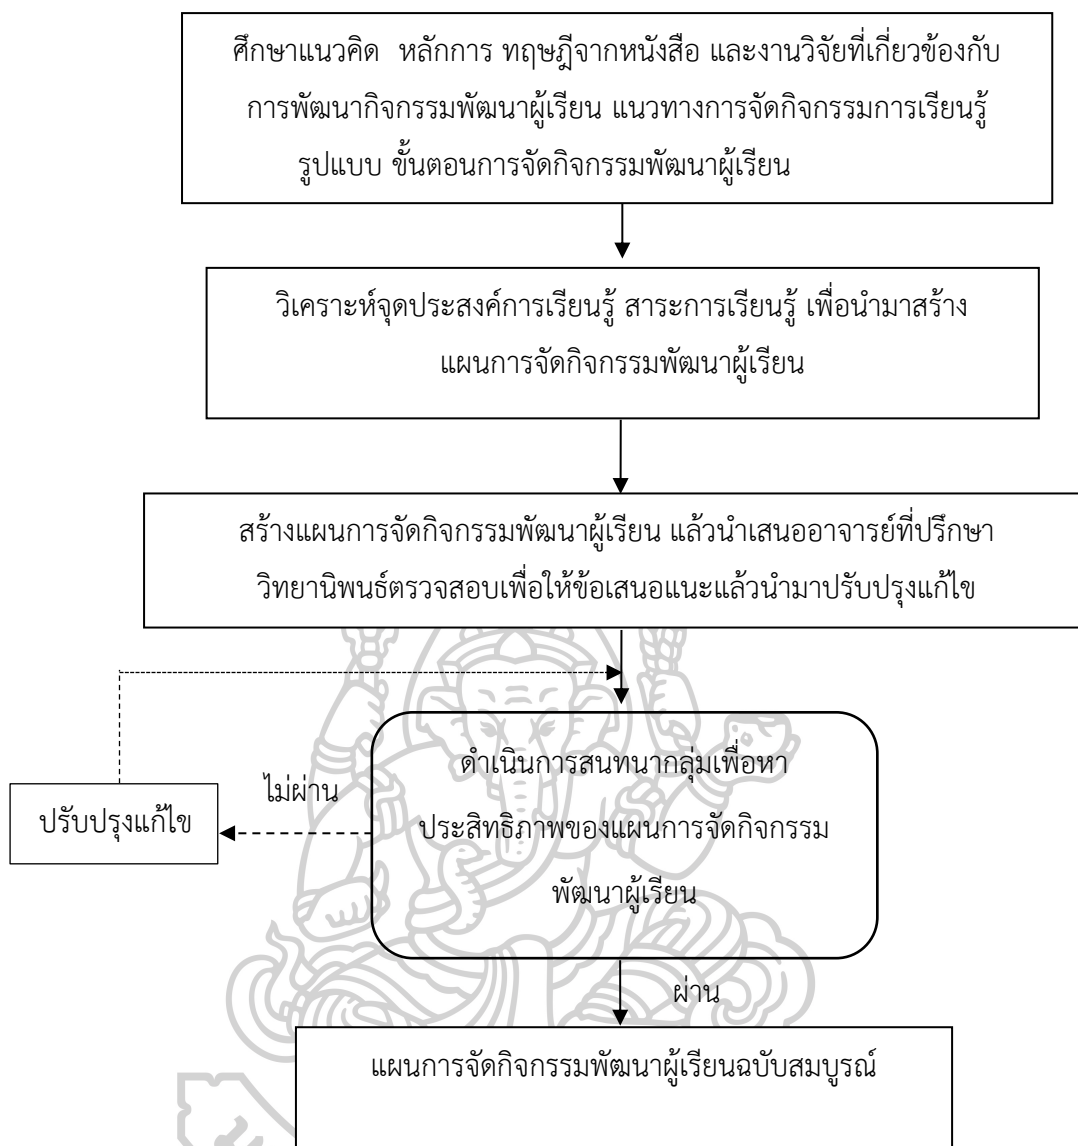 ศึกษาแนวคิด หลักการ ทฤษฎีจากหนังสือ และงานวิจัยที่เกี่ยวข้องกับ
การพัฒนากิจกรรมพัฒนาผู้เรียน แนวทางการจัดกิจกรรมการเรียนรู้
รูปแบบ ขั้นตอนการจัดกิจกรรมพัฒนาผู้เรียน
วิเคราะห์จุดประสงค์การเรียนรู้ สาระการเรียนรู้ เพื่อนำมาสร้าง
แผนการจัดกิจกรรมพัฒนาผู้เรียน
สร้างแผนการจัดกิจกรรมพัฒนาผู้เรียน แล้วนำเสนออาจารย์ที่ปรึกษา
วิทยานิพนธ์ตรวจสอบเพื่อให้ข้อเสนอแนะแล้วนำมาปรับปรุงแก้ไข
ดำเนินการสนทนากลุ่มเพื่อหา
ประสิทธิภาพของแผนการจัดกิจกรรม
พัฒนาผู้เรียน
ไม่ผ่าน
ปรับปรุงแก้ไข
ผ่าน
แผนการจัดกิจกรรมพัฒนาผู้เรียนฉบับสมบูรณ์